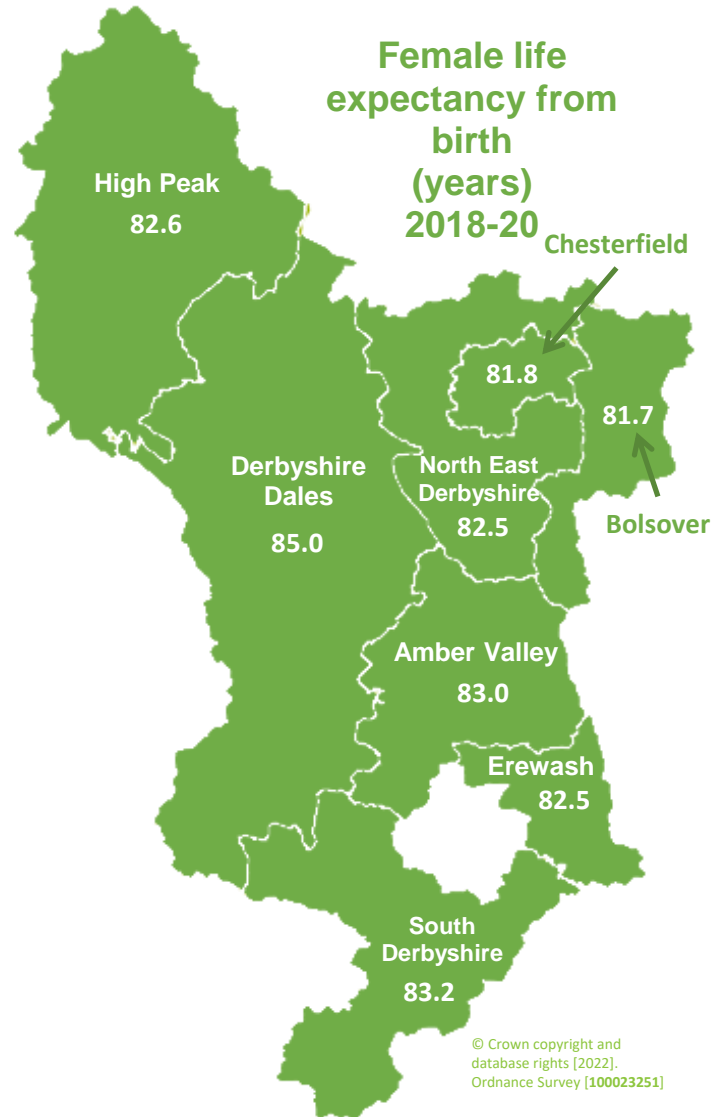 Female life
expectancy from
birth
(years)
2018-20
High Peak
82.6
Chesterfield
81.8
81.7
Derbyshire
Dales
85.0
North East
Derbyshire
82.5
Bolsover
Amber Valley
83.0
Erewash
82.5
South
Derbyshire
83.2
© Crown copyright and
database rights [2022].
Ordnance Survey [100023251]